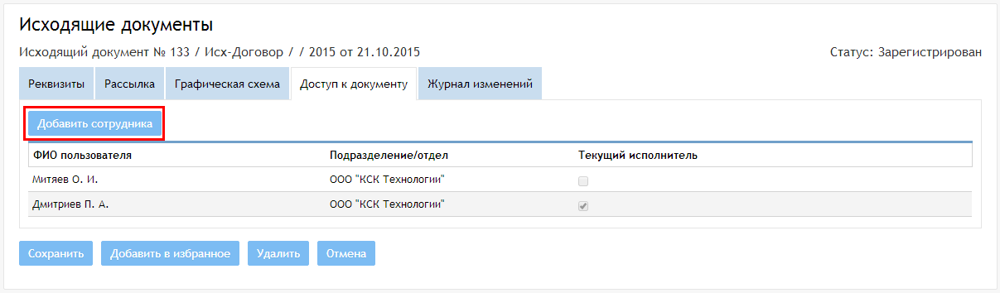 Исходящие документы
Исходящий документ № 133 / Исх-Договор / / 2015 от 21.10.2015 Статус: Зарегистрирован
Реквизиты Рассылка Графическая схема Доступ к документу Журнал изменений
Добавить сотрудника
ФИО пользователя Подразделение/отдел Текущий исполнитель
Митяев О. И. ООО "КСК Технологии"
Дмитриев П. А. ООО "КСК Технологии"
Сохранить Добавить в избранное Удалить Отмена